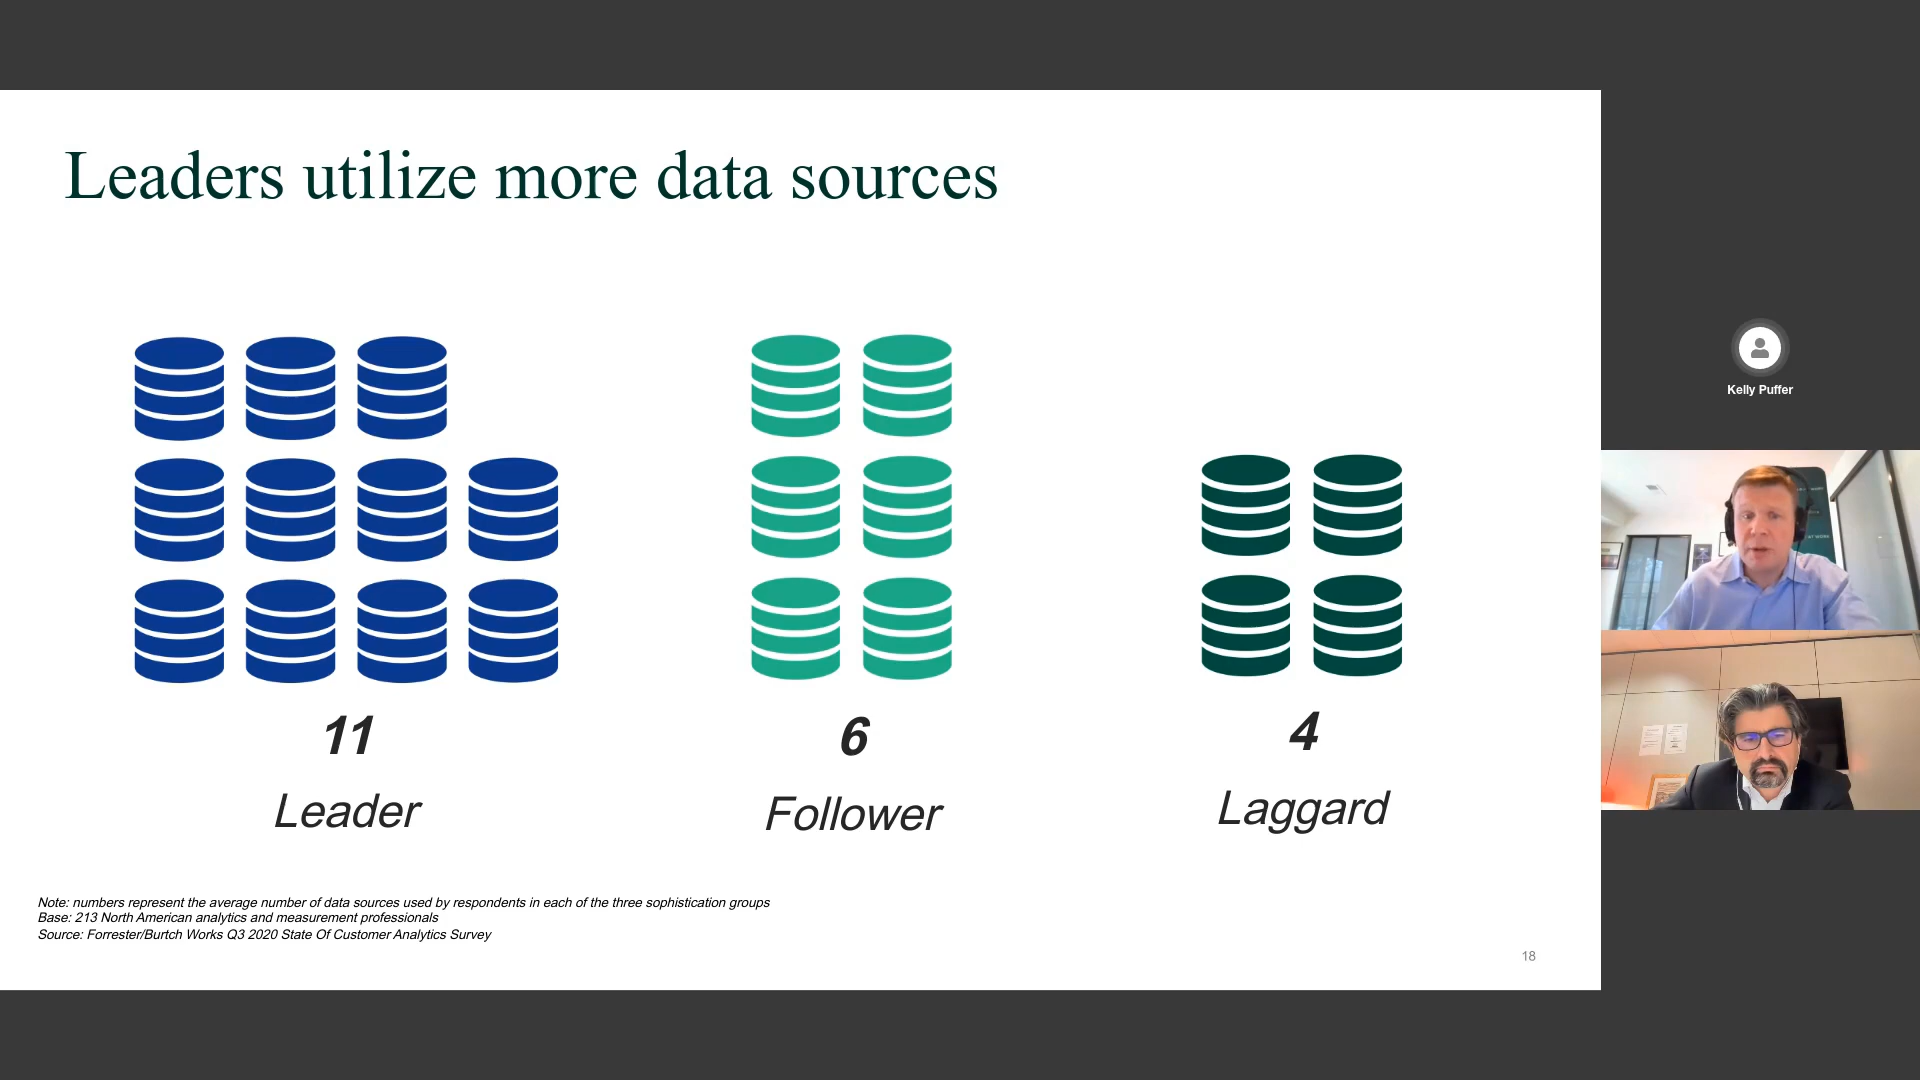 Leaders utilize more data sources
11
Leader
6
Follower
4
Laggard
Note: numbers represent the average number of data sources used by respondents in each of the three sophistication groups
Base: 213 North American analytics and measurement professionals
Source: Forrester/Burtch Works Q3 2020 State Of Customer Analytics Survey
18
Kelly Puffer